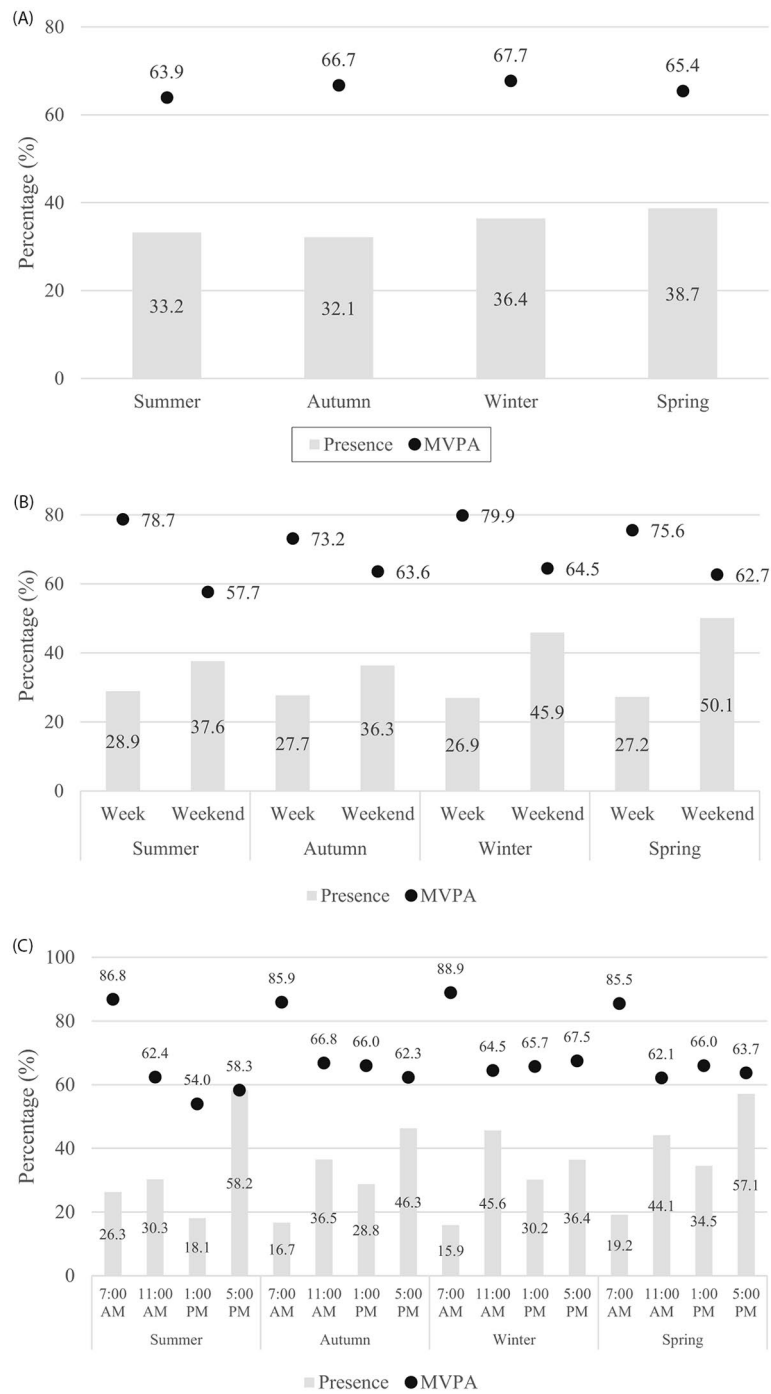 (A)
80
63.9 66.7 67.7 65.4
60
40
20
0
Percentage (%)
33.2 32.1 36.4 38.7
Summer Autumn Winter Spring
Presence MVPA
(B)
80
78.7 73.2 79.9 75.6
60
57.7 63.6 64.5 62.7
40
20
0
Percentage (%)
28.9 37.6 27.7 36.3 26.9 45.9 27.2 50.1
Week Weekend Week Weekend Week Weekend Week Weekend
Summer Autumn Winter Spring
Presence MVPA
(C)
100
80
60
40
20
0
Percentage (%)
86.8 62.4 54.0 58.3 85.9 66.8 66.0 62.3 88.9 64.5 65.7 67.5 85.5 62.1 66.0 63.7
26.3 30.3 18.1 58.2 16.7 36.5 28.8 46.3 15.9 45.6 30.2 36.4 19.2 44.1 34.5 57.1
7:00 11:00 1:00 5:00 7:00 11:00 1:00 5:00 7:00 11:00 1:00 5:00 7:00 11:00 1:00 5:00
AM AM PM PM AM AM PM PM AM AM PM PM AM AM PM PM
Summer Autumn Winter Spring
Presence MVPA